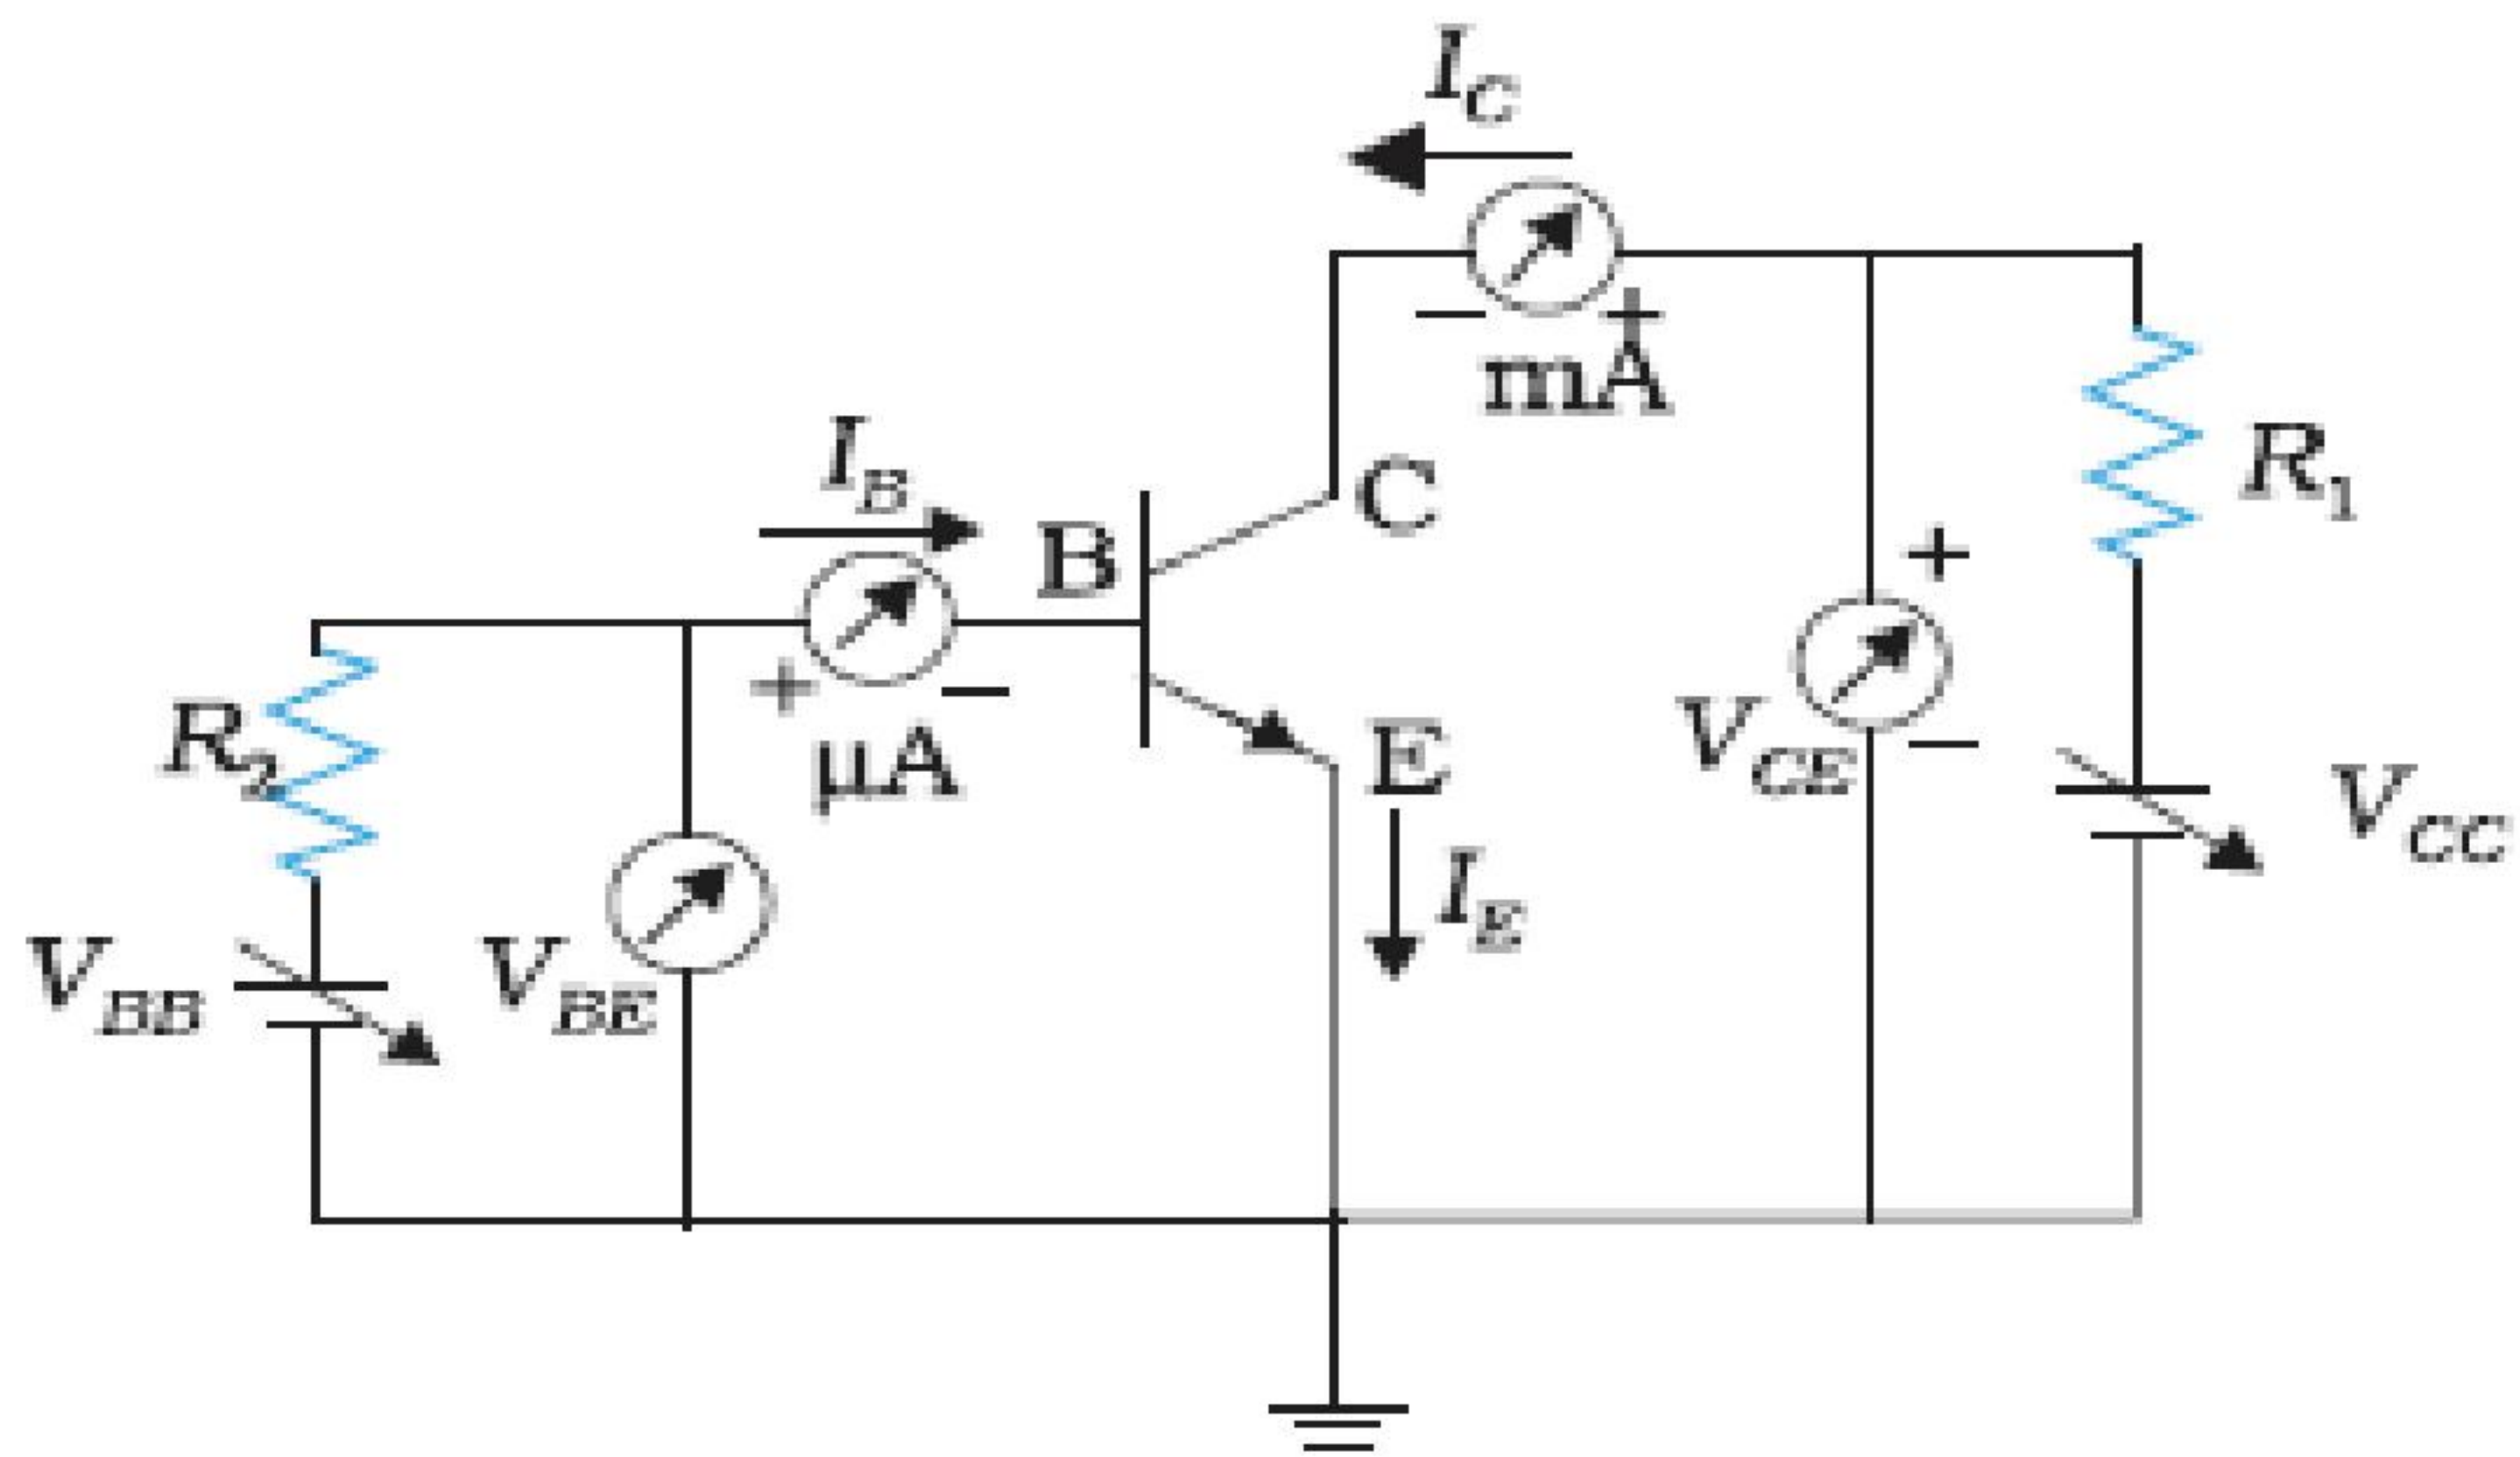 I_C
− +
mA
I_B
B
C
+ −
µA
R_1
+
V_CE
−
R_2
E
I_E
V_CC
V_BB
V_BE